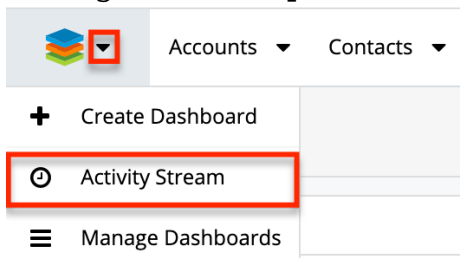 Accounts Contacts
Create Dashboard
Activity Stream
Manage Dashboards